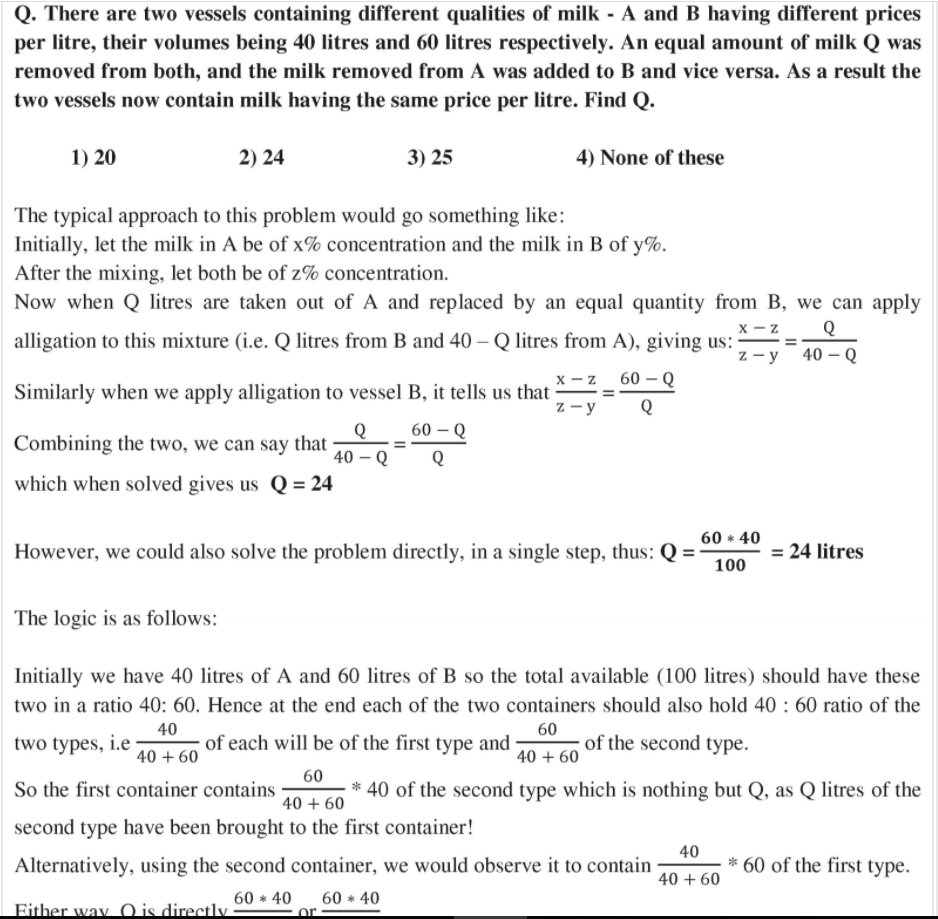 Q. There are two vessels containing different qualities of milk - A and B having different prices
per litre, their volumes being 40 litres and 60 litres respectively. An equal amount of milk Q was
removed from both, and the milk removed from A was added to B and vice versa. As a result the
two vessels now contain milk having the same price per litre. Find Q.
1) 20 2) 24 3) 25 4) None of these
The typical approach to this problem would go something like:
Initially, let the milk in A be of x% concentration and the milk in B of y%.
After the mixing, let both be of z% concentration.
Now when Q litres are taken out of A and replaced by an equal quantity from B, we can apply
alligation to this mixture (i.e. Q litres from B and 40 – Q litres from A), giving us: (x − z)/(z − y) = Q/(40 − Q)
Similarly when we apply alligation to vessel B, it tells us that (x − z)/(z − y) = (60 − Q)/Q
Combining the two, we can say that Q/(40 − Q) = (60 − Q)/Q
which when solved gives us Q = 24
However, we could also solve the problem directly, in a single step, thus: Q = (60 * 40)/100 = 24 litres
The logic is as follows:
Initially we have 40 litres of A and 60 litres of B so the total available (100 litres) should have these
two in a ratio 40: 60. Hence at the end each of the two containers should also hold 40 : 60 ratio of the
two types, i.e 40/(40 + 60) of each will be of the first type and 60/(40 + 60) of the second type.
So the first container contains 60/(40 + 60) * 40 of the second type which is nothing but Q, as Q litres of the
second type have been brought to the first container!
Alternatively, using the second container, we would observe it to contain 40/(40 + 60) * 60 of the first type.
Either way, Q is directly 60 * 40 or 60 * 40